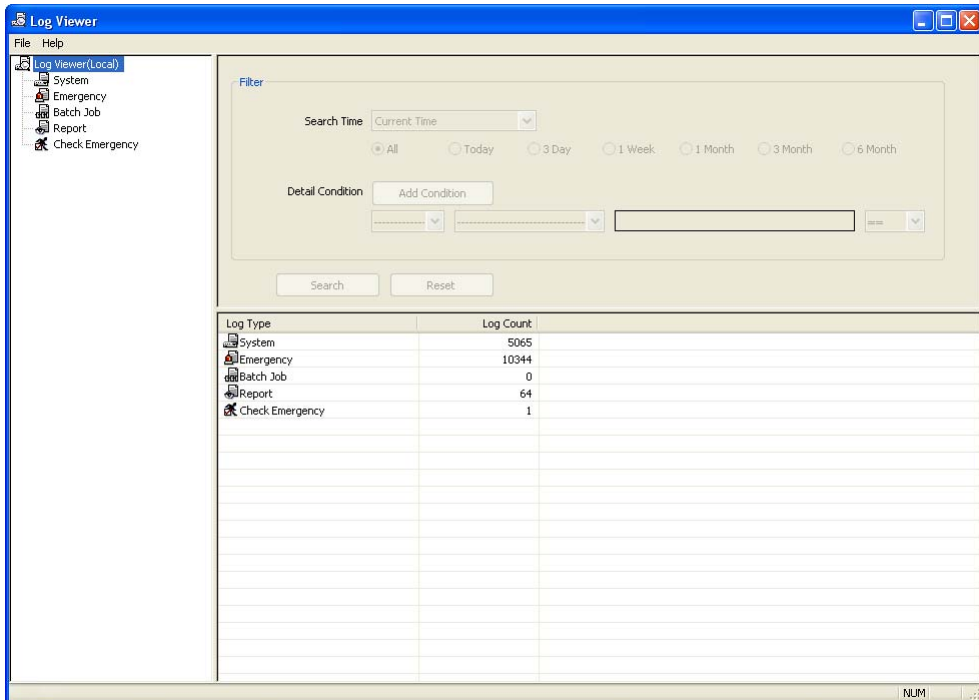 Log Viewer
File Help
Log Viewer(Local)
System
Emergency
Batch Job
Report
Check Emergency
Filter
Search Time Current Time
All Today 3 Day 1 Week 1 Month 3 Month 6 Month
Detail Condition Add Condition
------------ ------------------------------ ==
Search Reset
Log Type Log Count
System 5065
Emergency 10344
Batch Job 0
Report 64
Check Emergency 1
NUM